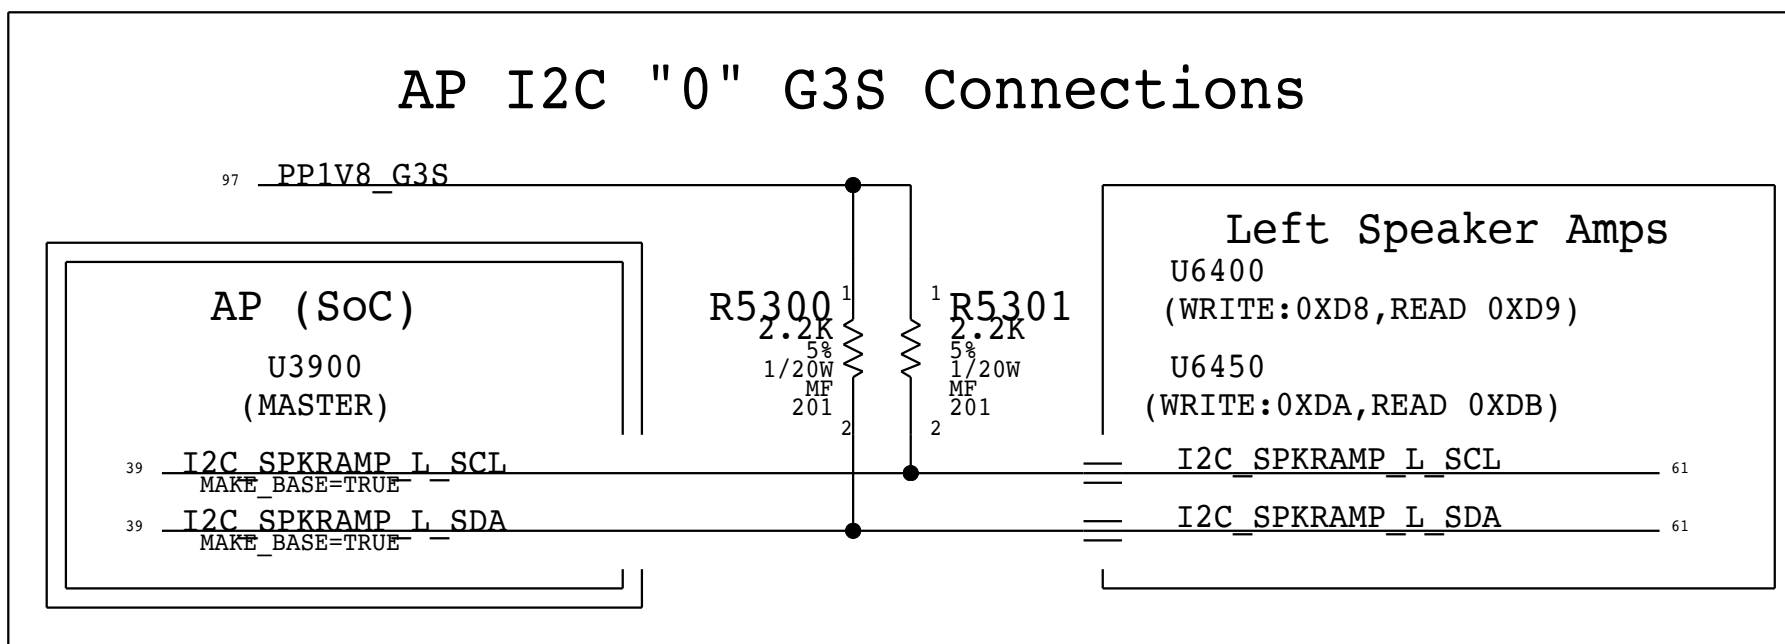 AP I2C "0" G3S Connections
97 PP1V8_G3S
AP (SoC)
U3900
(MASTER)
39 I2C_SPKRAMP_L_SCL
MAKE_BASE=TRUE
39 I2C_SPKRAMP_L_SDA
MAKE_BASE=TRUE
R5300
2.2K
5%
1/20W
MF
201
1
2
1
2
R5301
2.2K
5%
1/20W
MF
201
Left Speaker Amps
U6400
(WRITE:0XD8,READ 0XD9)
U6450
(WRITE:0XDA,READ 0XDB)
I2C_SPKRAMP_L_SCL 61
I2C_SPKRAMP_L_SDA 61